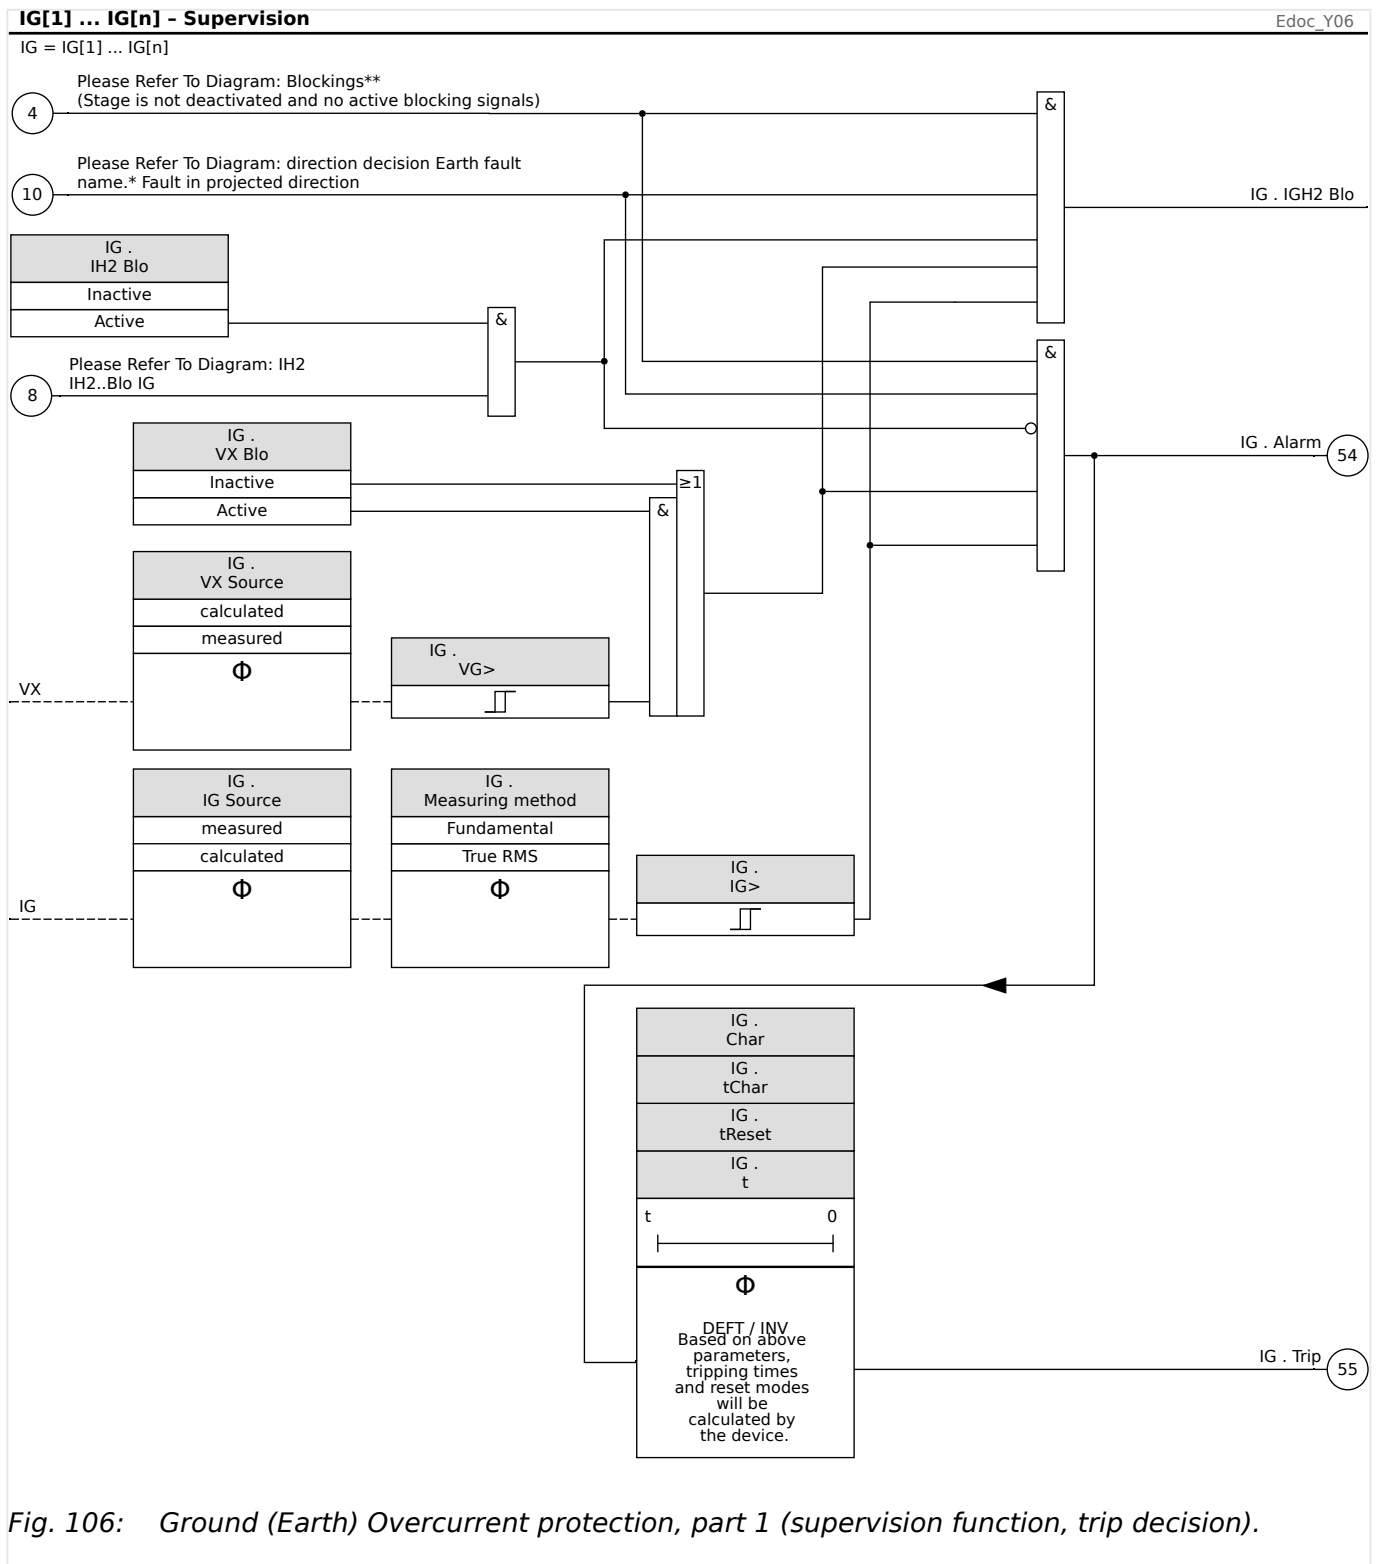 IG[1] ... IG[n] – Supervision
Edoc_Y06
IG = IG[1] ... IG[n]
Please Refer To Diagram: Blockings**
(Stage is not deactivated and no active blocking signals)
4
&
Please Refer To Diagram: direction decision Earth fault
name.* Fault in projected direction
10
IG . IGH2 Blo
IG .
IH2 Blo
Inactive
Active
&
&
Please Refer To Diagram: IH2
IH2..Blo IG
8
IG . Alarm
54
IG .
VX Blo
Inactive
Active
≥1
&
IG .
VX Source
calculated
measured
Φ
VX
IG .
VG>
IG .
IG Source
measured
calculated
Φ
IG .
Measuring method
Fundamental
True RMS
Φ
IG
IG .
IG>
IG .
Char
IG .
tChar
IG .
tReset
IG .
t
t 0
Φ
DEFT / INV
Based on above
parameters,
tripping times
and reset modes
will be
calculated by
the device.
IG . Trip
55
Fig. 106: Ground (Earth) Overcurrent protection, part 1 (supervision function, trip decision).